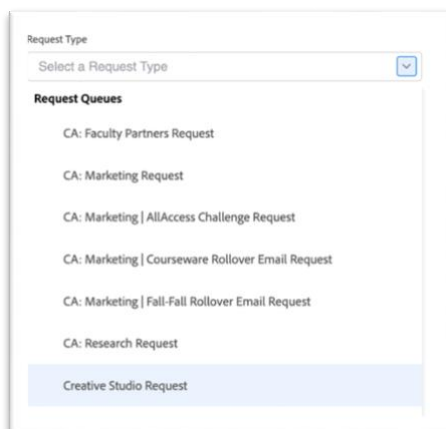 Request Type
Select a Request Type
Request Queues
CA: Faculty Partners Request
CA: Marketing Request
CA: Marketing | AllAccess Challenge Request
CA: Marketing | Courseware Rollover Email Request
CA: Marketing | Fall-Fall Rollover Email Request
CA: Research Request
Creative Studio Request